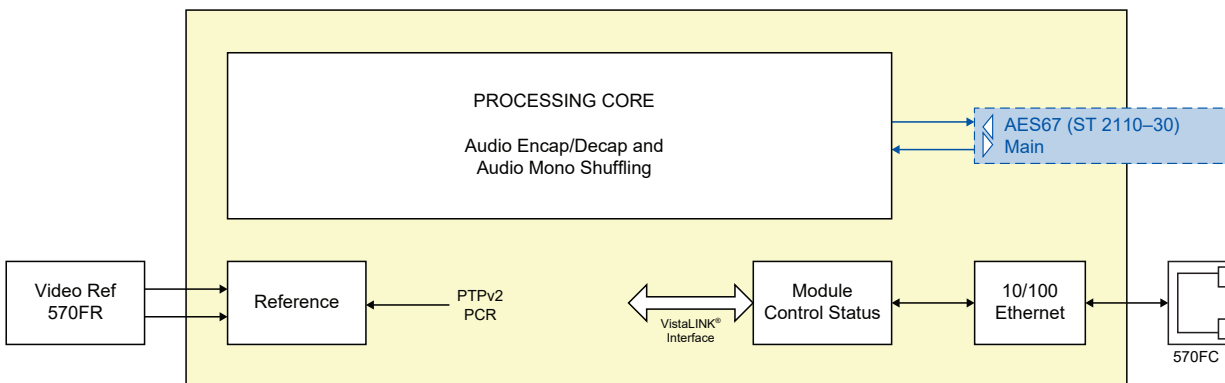 PROCESSING CORE
Audio Encap/Decap and
Audio Mono Shuffling
AES67 (ST 2110–30)
Main
Video Ref
570FR
Reference
PTPv2
PCR
VistaLINK®
Interface
Module
Control Status
10/100
Ethernet
570FC